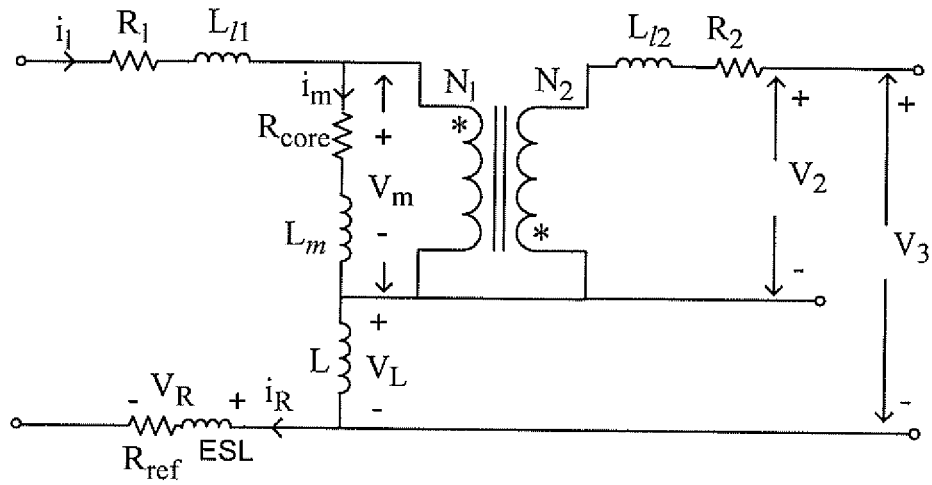 i1
R1
Ll1
im
Rcore
+
Vm
-
Lm
N1
N2
*
*
Ll2
R2
+
V2
-
+
V3
-
L
+
VL
-
- VR +
iR
Rref
ESL